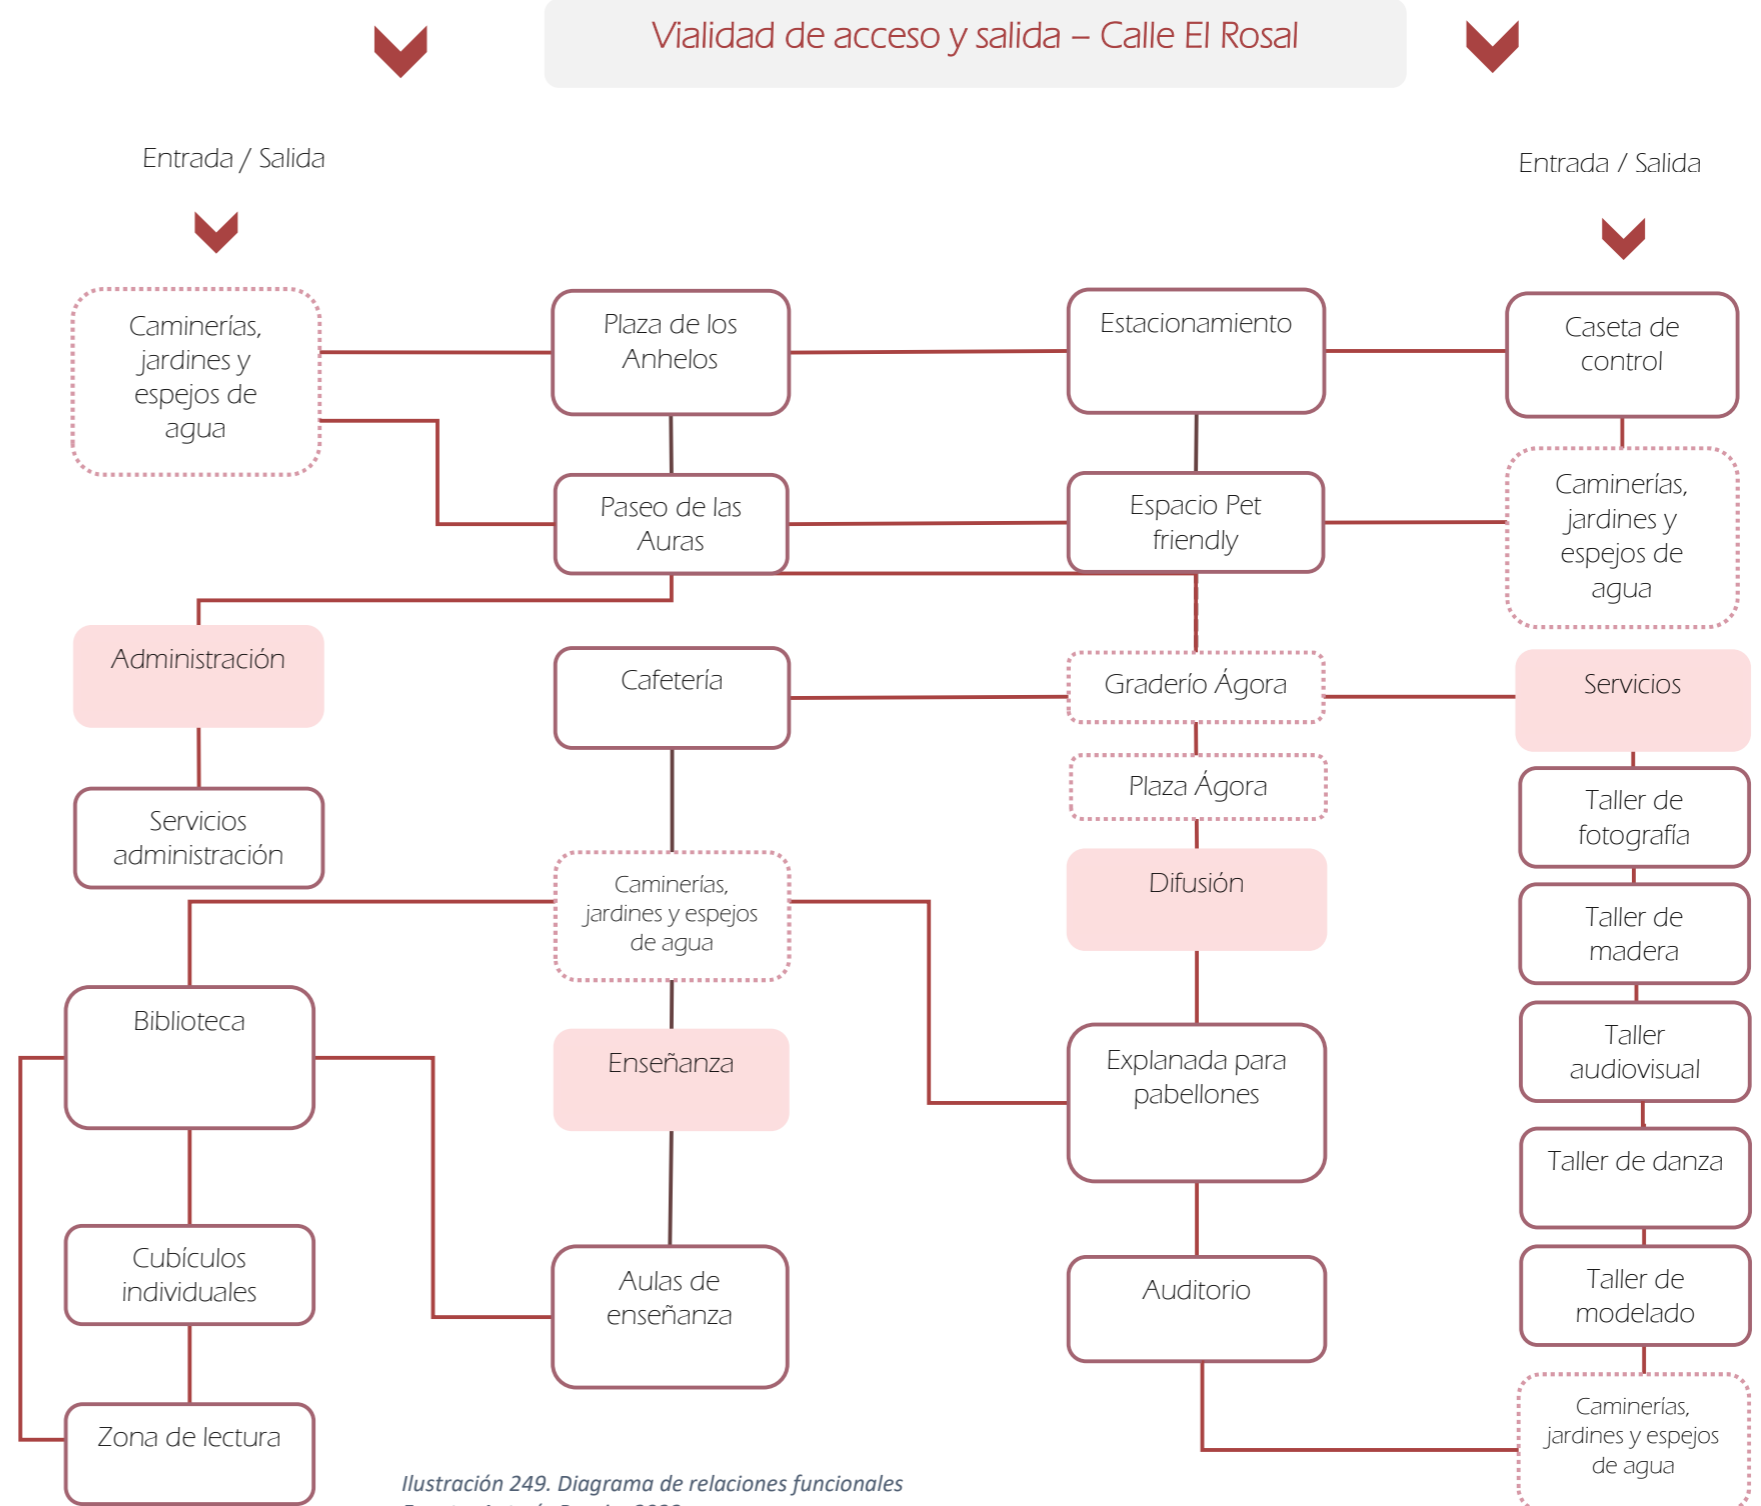 Vialidad de acceso y salida – Calle El Rosal
Entrada / Salida
Entrada / Salida
Caminerías,
jardines y
espejos de
agua
Plaza de los
Anhelos
Estacionamiento
Caseta de
control
Paseo de las
Auras
Espacio Pet
friendly
Caminerías,
jardines y
espejos de
agua
Administración
Cafetería
Graderío Ágora
Servicios
Plaza Ágora
Servicios
administración
Taller de
fotografía
Caminerías,
jardines y espejos
de agua
Difusión
Taller de
madera
Biblioteca
Enseñanza
Explanada para
pabellones
Taller
audiovisual
Taller de danza
Cubículos
individuales
Aulas de
enseñanza
Auditorio
Taller de
modelado
Zona de lectura
Caminerías,
jardines y espejos
de agua
Ilustración 249. Diagrama de relaciones funcionales